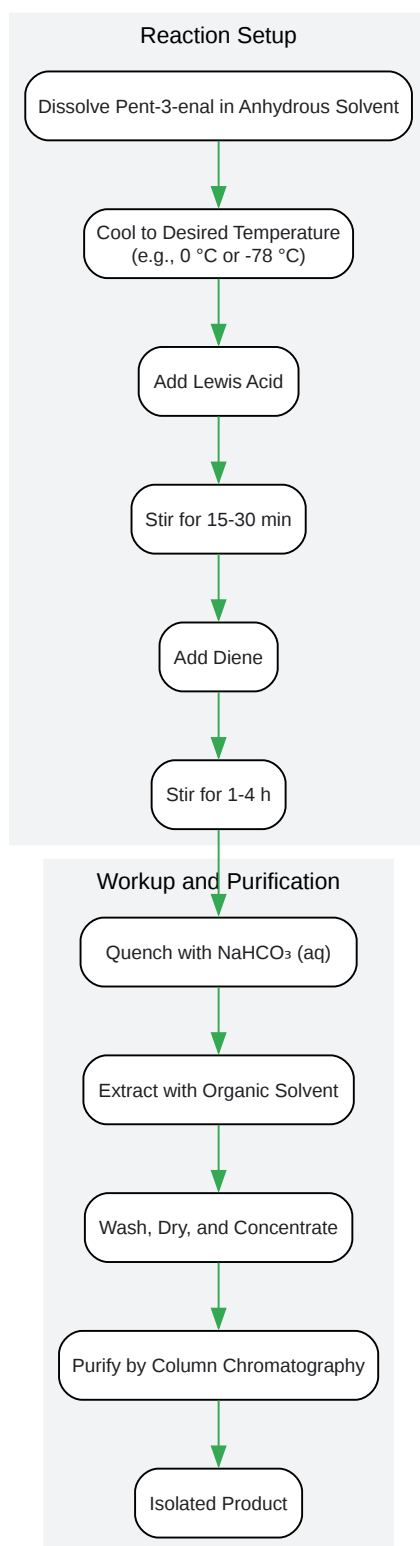 Reaction Setup
Dissolve Pent-3-enal in Anhydrous Solvent
Cool to Desired Temperature
(e.g., 0 °C or -78 °C)
Add Lewis Acid
Stir for 15-30 min
Add Diene
Stir for 1-4 h
Workup and Purification
Quench with NaHCO₃ (aq)
Extract with Organic Solvent
Wash, Dry, and Concentrate
Purify by Column Chromatography
Isolated Product